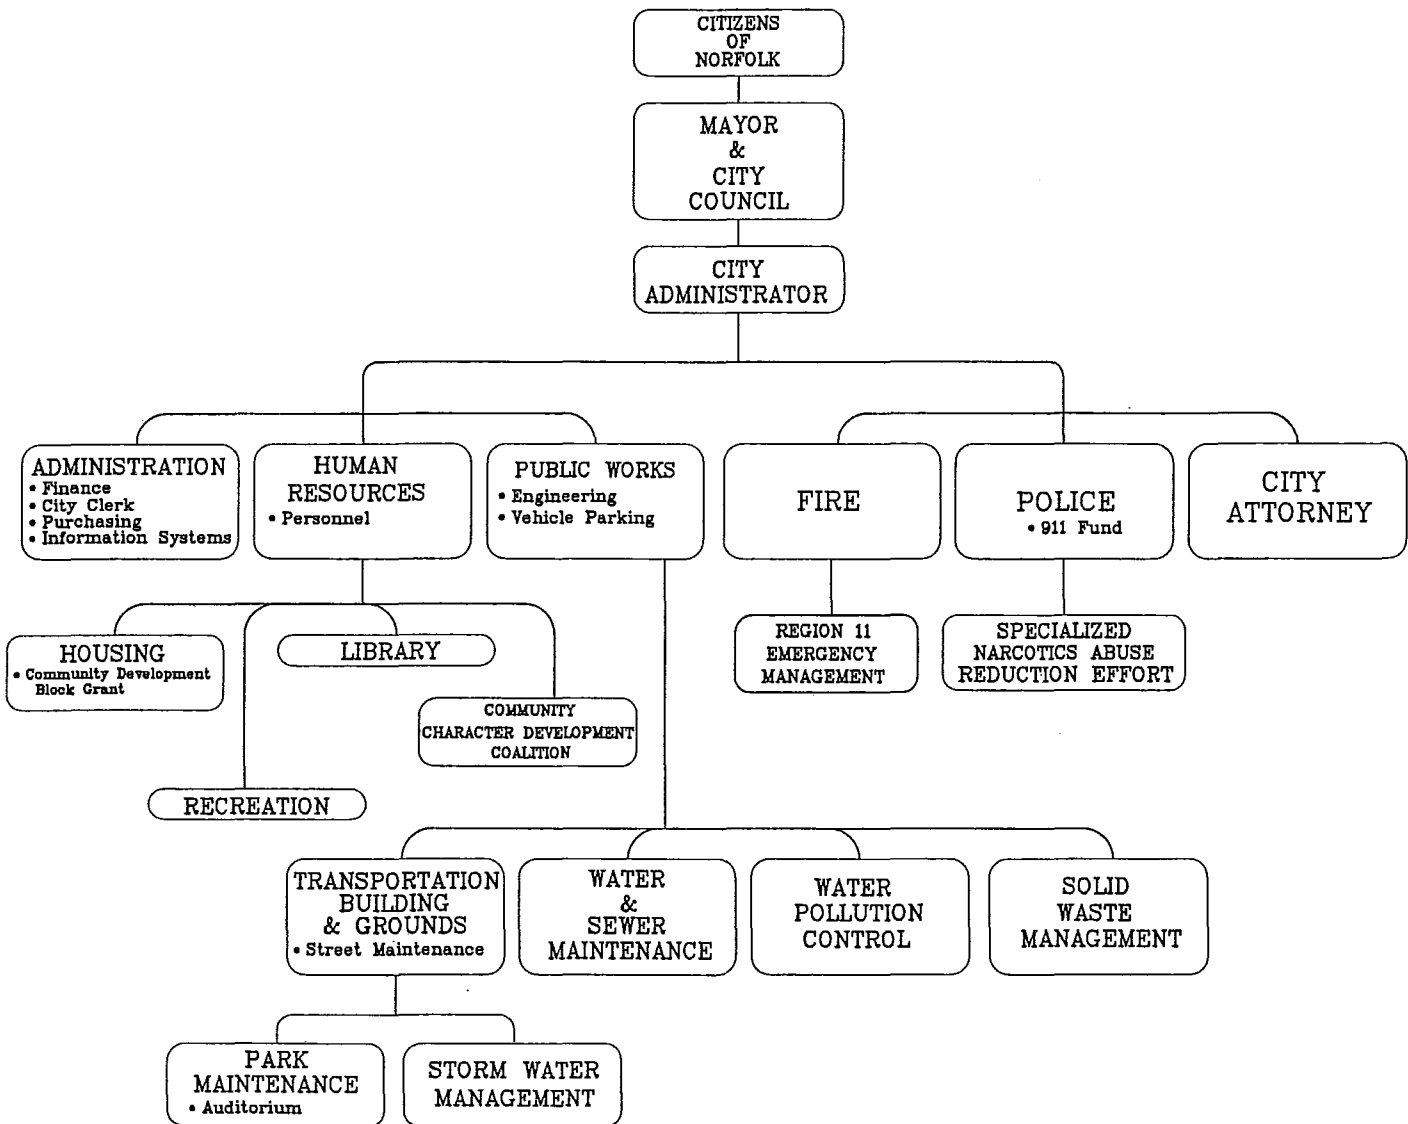 CITIZENS
OF
NORFOLK
MAYOR
&
CITY
COUNCIL
CITY
ADMINISTRATOR
ADMINISTRATION
• Finance
• City Clerk
• Purchasing
• Information Systems
HUMAN
RESOURCES
• Personnel
PUBLIC WORKS
• Engineering
• Vehicle Parking
FIRE
POLICE
• 911 Fund
CITY
ATTORNEY
HOUSING
• Community Development
Block Grant
LIBRARY
COMMUNITY
CHARACTER DEVELOPMENT
COALITION
RECREATION
REGION 11
EMERGENCY
MANAGEMENT
SPECIALIZED
NARCOTICS ABUSE
REDUCTION EFFORT
TRANSPORTATION
BUILDING
& GROUNDS
• Street Maintenance
WATER
&
SEWER
MAINTENANCE
WATER
POLLUTION
CONTROL
SOLID
WASTE
MANAGEMENT
PARK
MAINTENANCE
• Auditorium
STORM WATER
MANAGEMENT